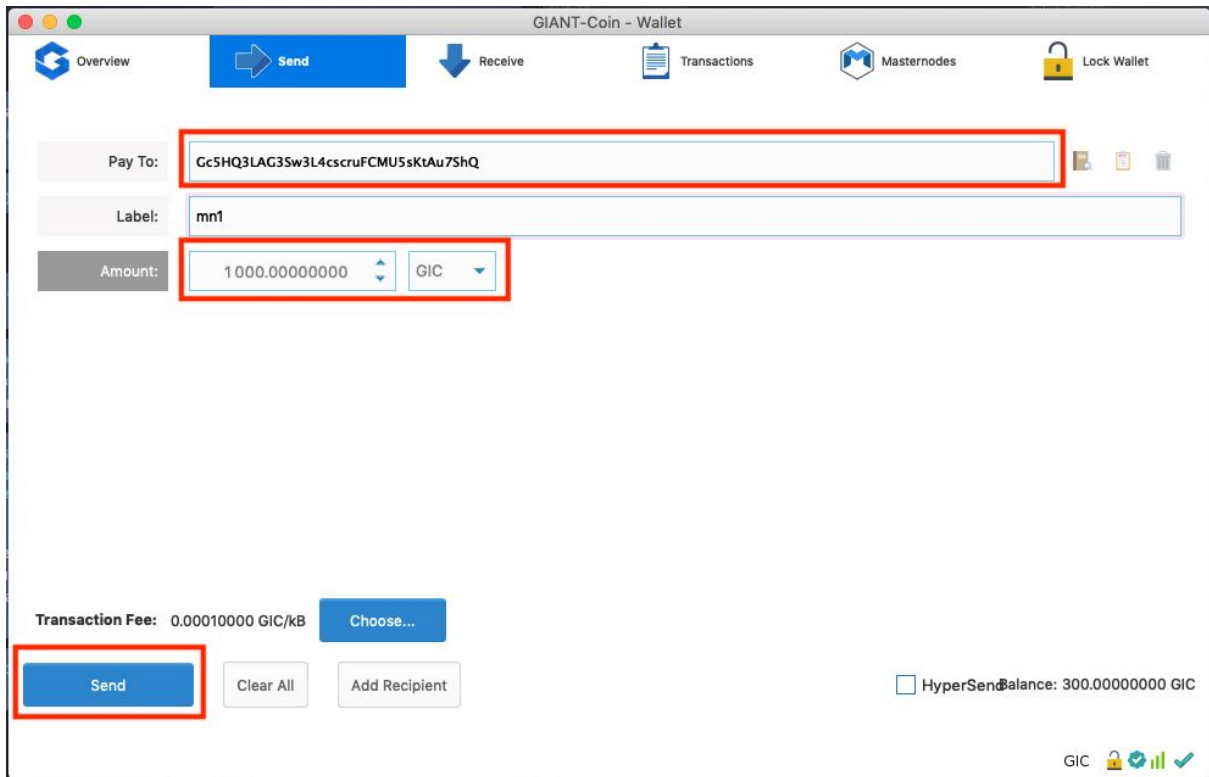 GIANT-Coin - Wallet
Overview
Send
Receive
Transactions
Masternodes
Lock Wallet
Pay To: Gc5HQ3LAG3Sw3L4cscruFCMU5sKtAu7ShQ
Label: mn1
Amount: 1000.00000000 GIC
Transaction Fee: 0.00010000 GIC/kB Choose...
Send Clear All Add Recipient HyperSend Balance: 300.00000000 GIC
GIC